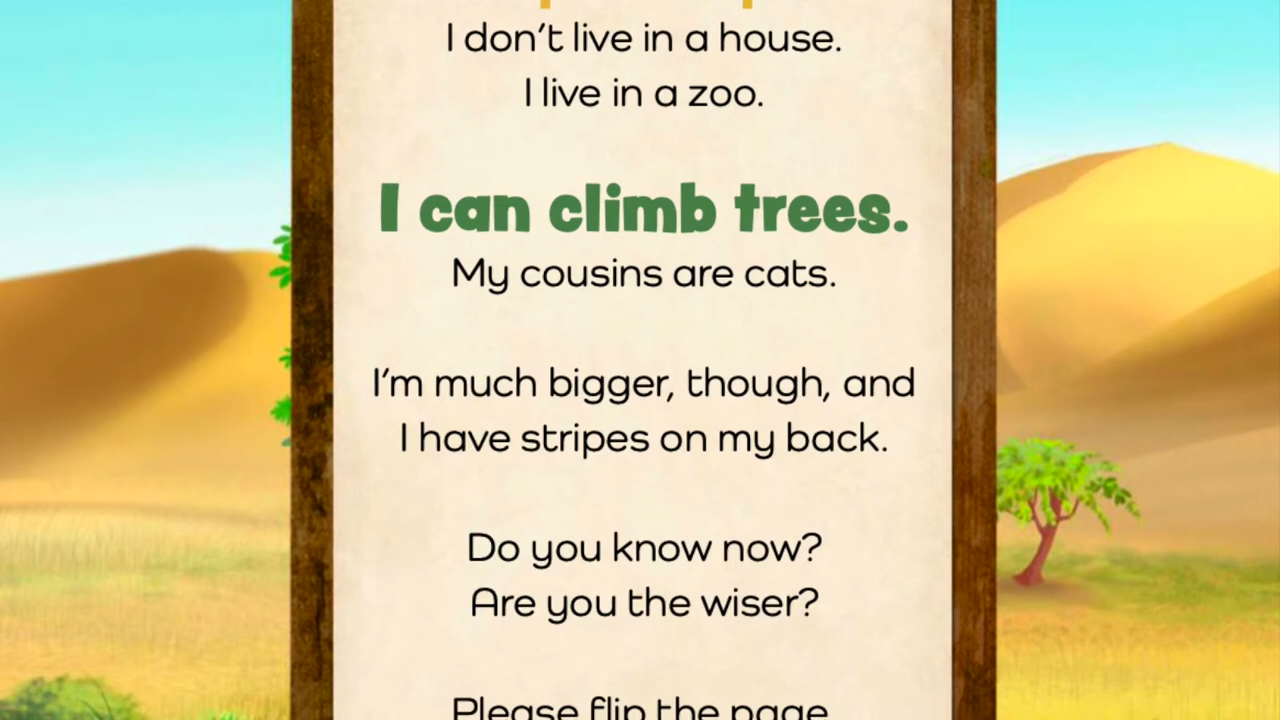 I don't live in a house.
I live in a zoo.
I can climb trees.
My cousins are cats.
I'm much bigger, though, and
I have stripes on my back.
Do you know now?
Are you the wiser?
Please flip the page